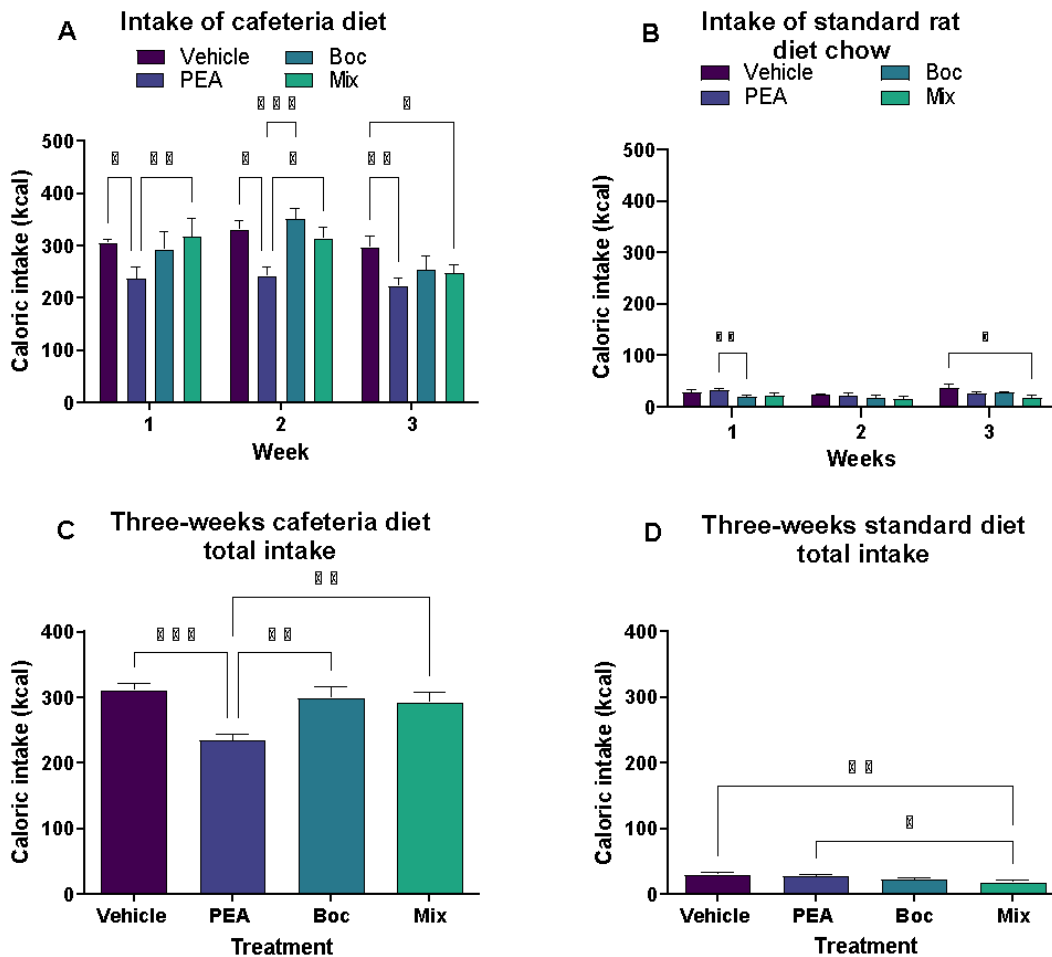 A
Intake of cafeteria diet
Vehicle
Boc
PEA
Mix
Caloric intake (kcal)
500
400
300
200
100
0
1
2
3
Week
B
Intake of standard rat
diet chow
Vehicle
Boc
PEA
Mix
Caloric intake (kcal)
500
400
300
200
100
0
1
2
3
Weeks
C
Three-weeks cafeteria diet
total intake
Caloric intake (kcal)
400
300
200
100
0
Vehicle
PEA
Boc
Mix
Treatment
D
Three-weeks standard diet
total intake
Caloric intake (kcal)
400
300
200
100
0
Vehicle
PEA
Boc
Mix
Treatment